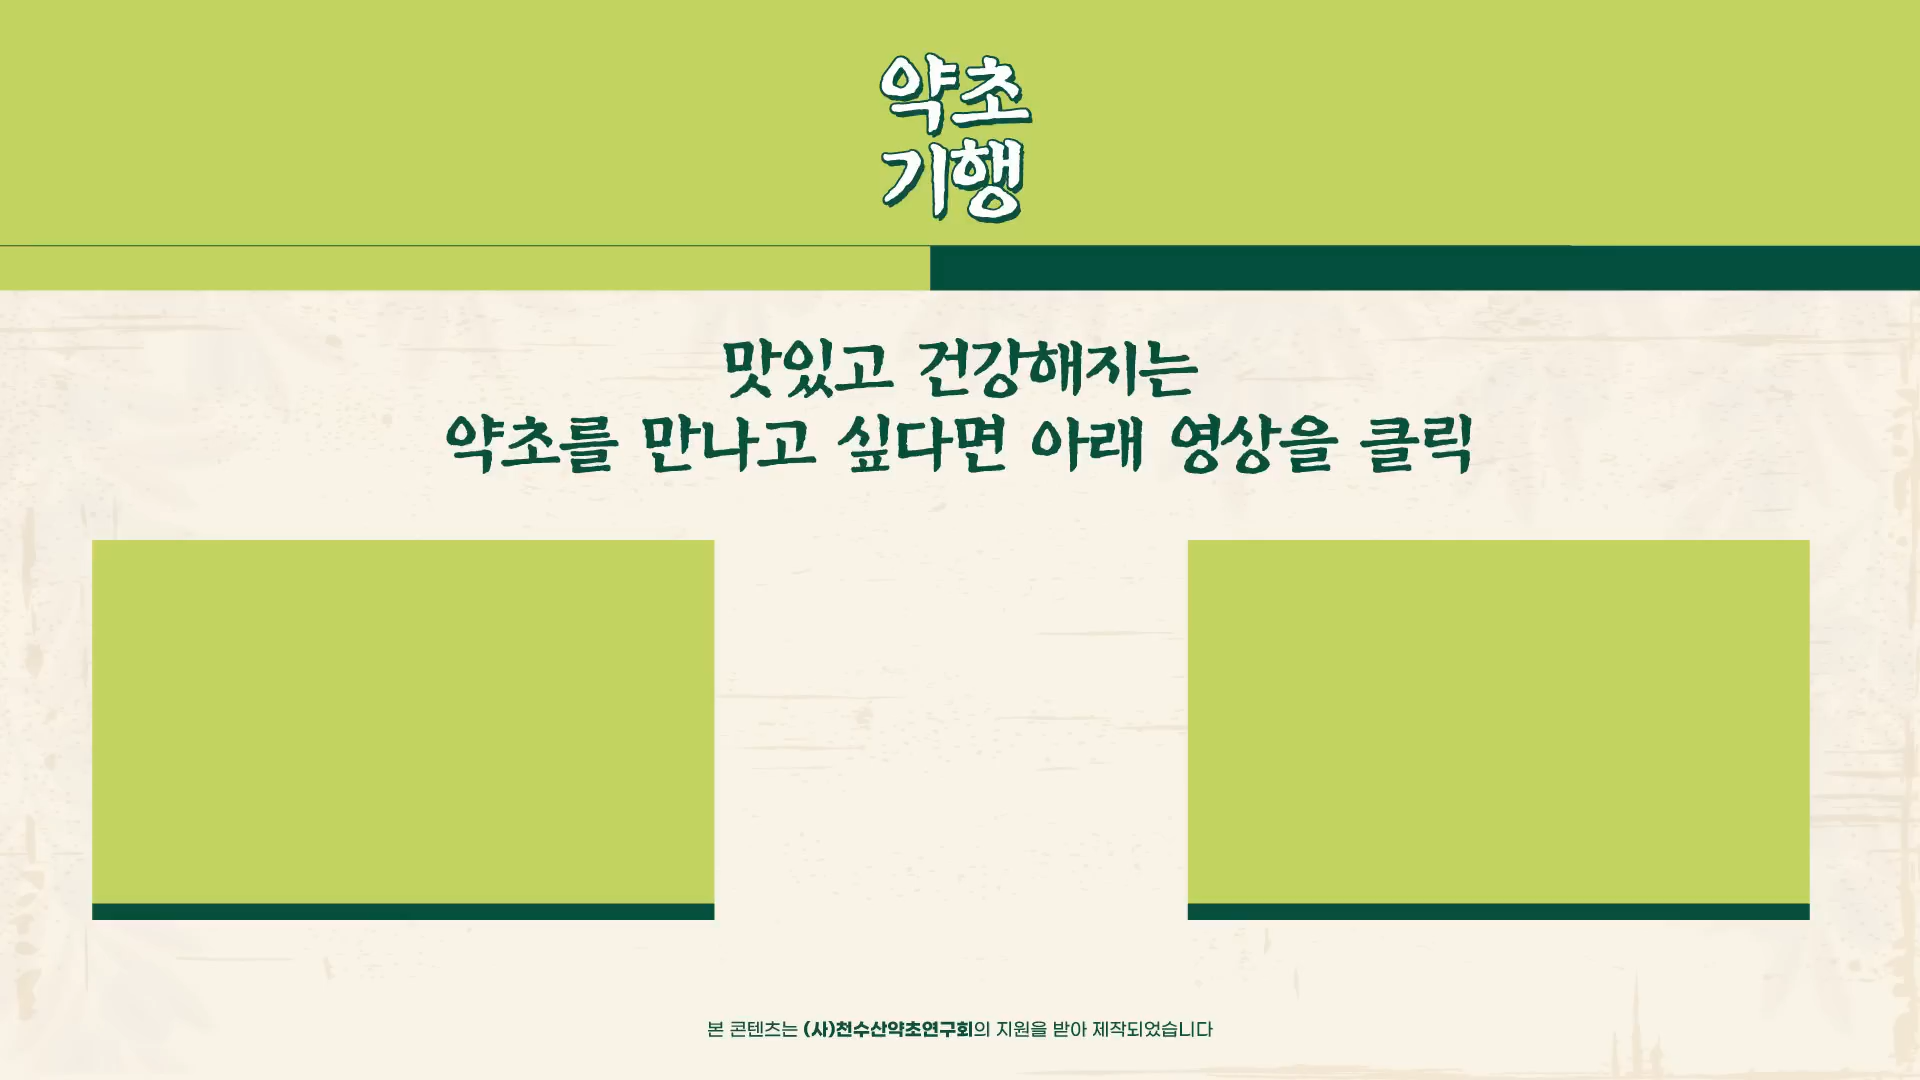 약초
기행
맛있고 건강해지는
약초를 만나고 싶다면 아래 영상을 클릭
본 콘텐츠는 (사)천수산약초연구회의 지원을 받아 제작되었습니다